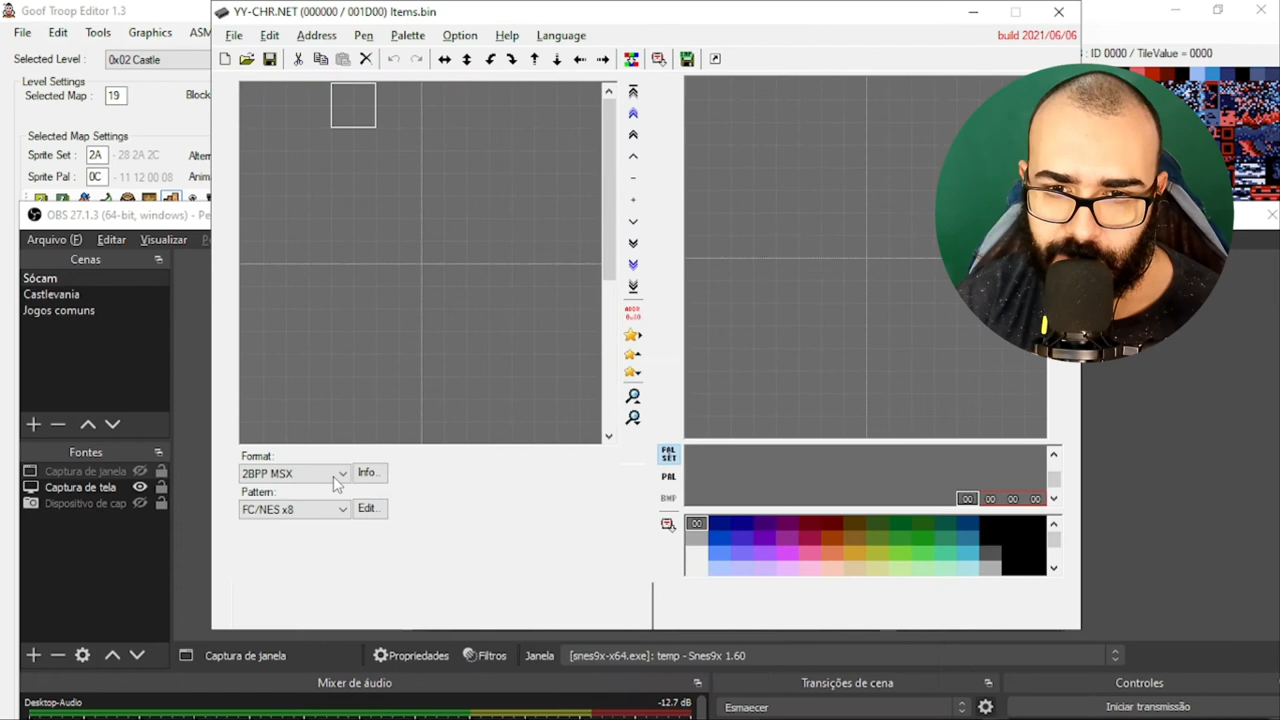 Goof Troop Editor 1.3
File Edit Tools Graphics ASM
Selected Level: 0x02 Castle
Level Settings
Selected Map : 19 Block
Selected Map Settings
Sprite Set : 2A - 28 2A 2C Altern
Sprite Pal : 0C - 11 12 00 08 Anima
: ID 0000 / TileValue = 0000
YY-CHR.NET (000000 / 001D00) Items.bin
File Edit Address Pen Palette Option Help Language
build 2021/06/06
ADDR
0x00
Format:
2BPP MSX Info..
Pattern:
FC/NES x8 Edit..
PAL
SET
PAL
BMP
00 00 00 00
00
OBS 27.1.3 (64-bit, windows) - Pe
Arquivo (F) Editar Visualizar
Cenas
Sócam
Castlevania
Jogos comuns
Fontes
Captura de janela
Captura de tela
Dispositivo de cap
Captura de janela Propriedades Filtros Janela [snes9x-x64.exe]: temp - Snes9x 1.60
Mixer de áudio Transições de cena Controles
Desktop-Audio -12.7 dB Esmaecer Iniciar transmissão